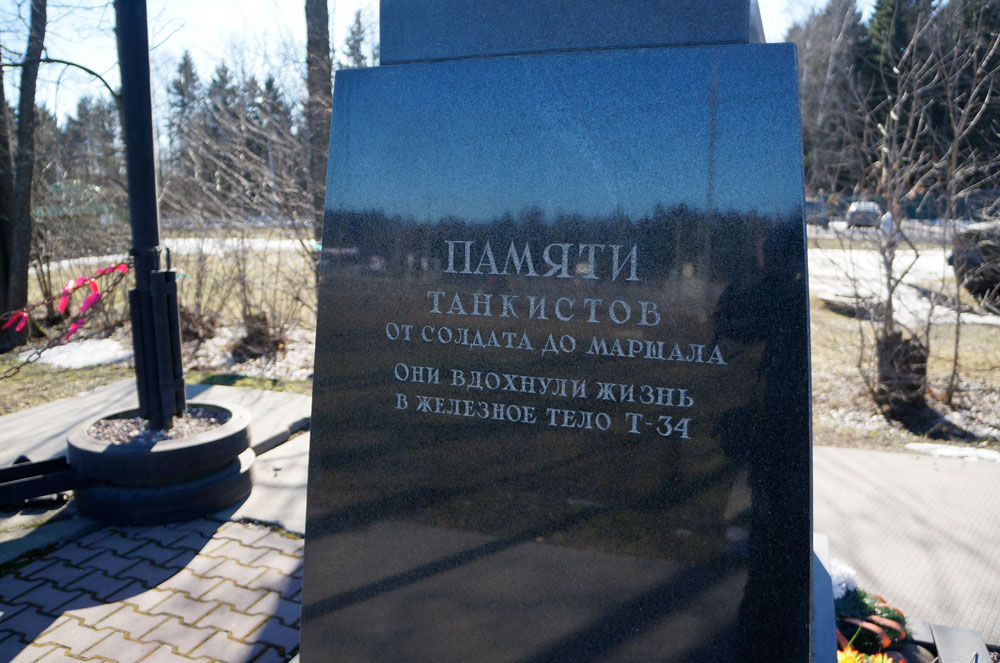 ПАМЯТИ
ТАНКИСТОВ
ОТ СОЛДАТА ДО МАРШАЛА
ОНИ ВДОХНУЛИ ЖИЗНЬ
В ЖЕЛЕЗНОЕ ТЕЛО Т-34